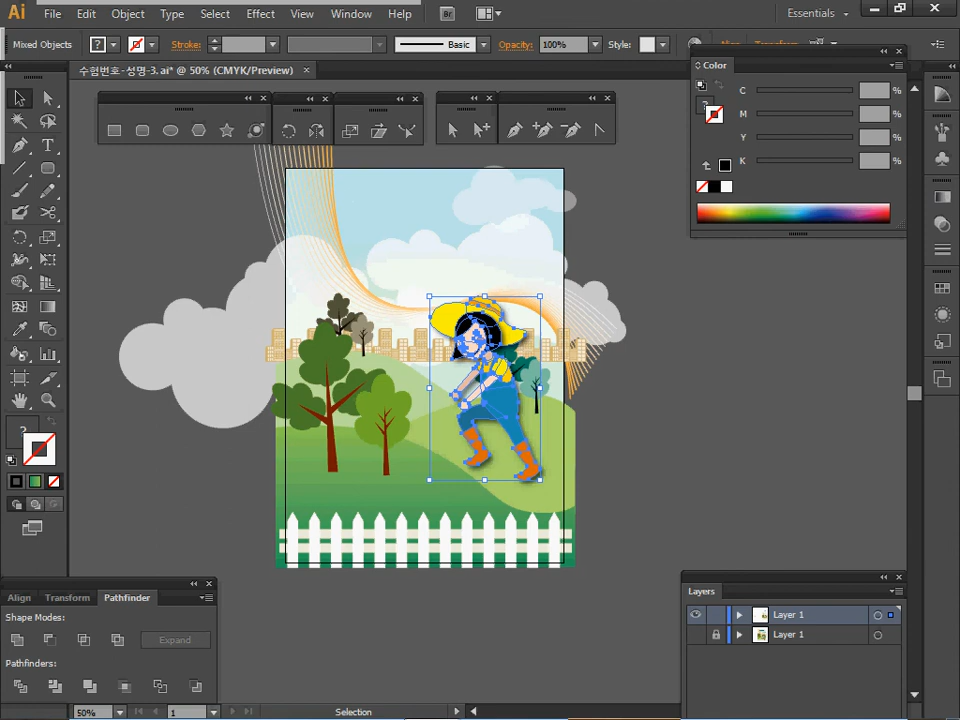 Ai File Edit Object Type Select Effect View Window Help Br Essentials
Mixed Objects ? Stroke: Basic Opacity: 100% Style: Align Transform
수험번호-성명-3.ai* @ 50% (CMYK/Preview) ×
Color
C %
M %
Y %
K %
T
?
Align Transform Pathfinder
Shape Modes:
Expand
Pathfinders:
Layers
Layer 1
Layer 1
50% 1 Selection